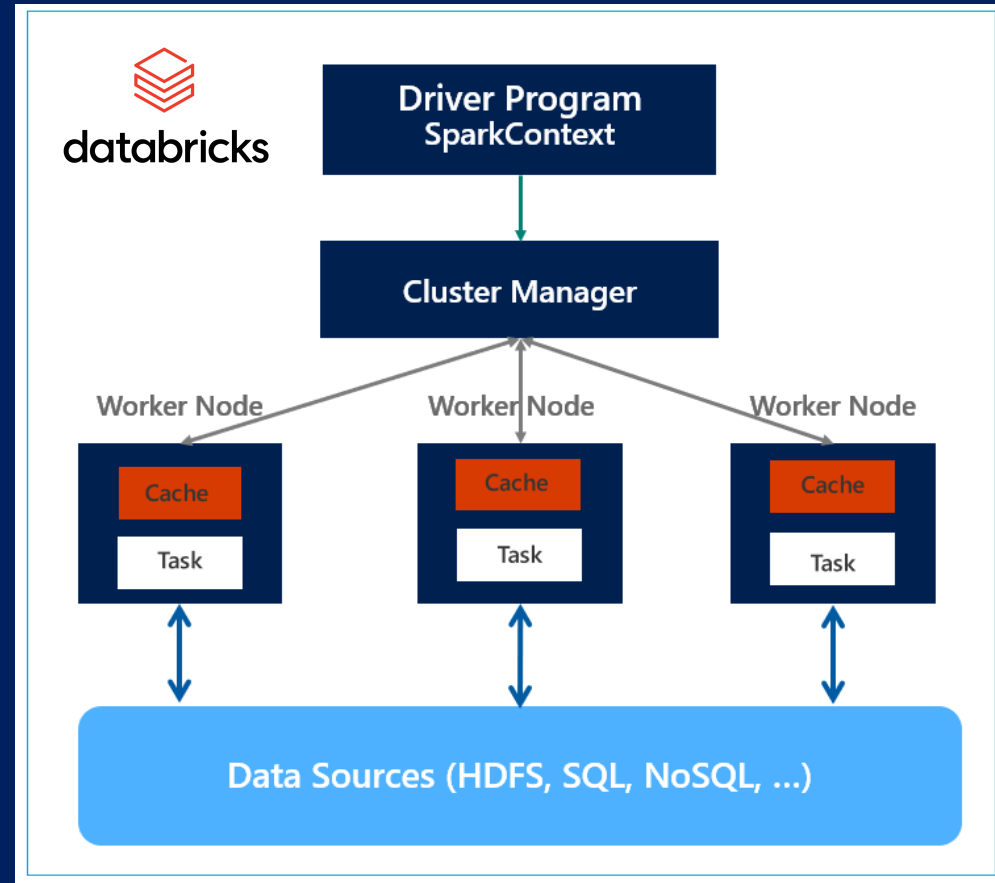 databricks
Driver Program
SparkContext
Cluster Manager
Worker Node
Worker Node
Worker Node
Cache
Task
Cache
Task
Cache
Task
Data Sources (HDFS, SQL, NoSQL, ...)